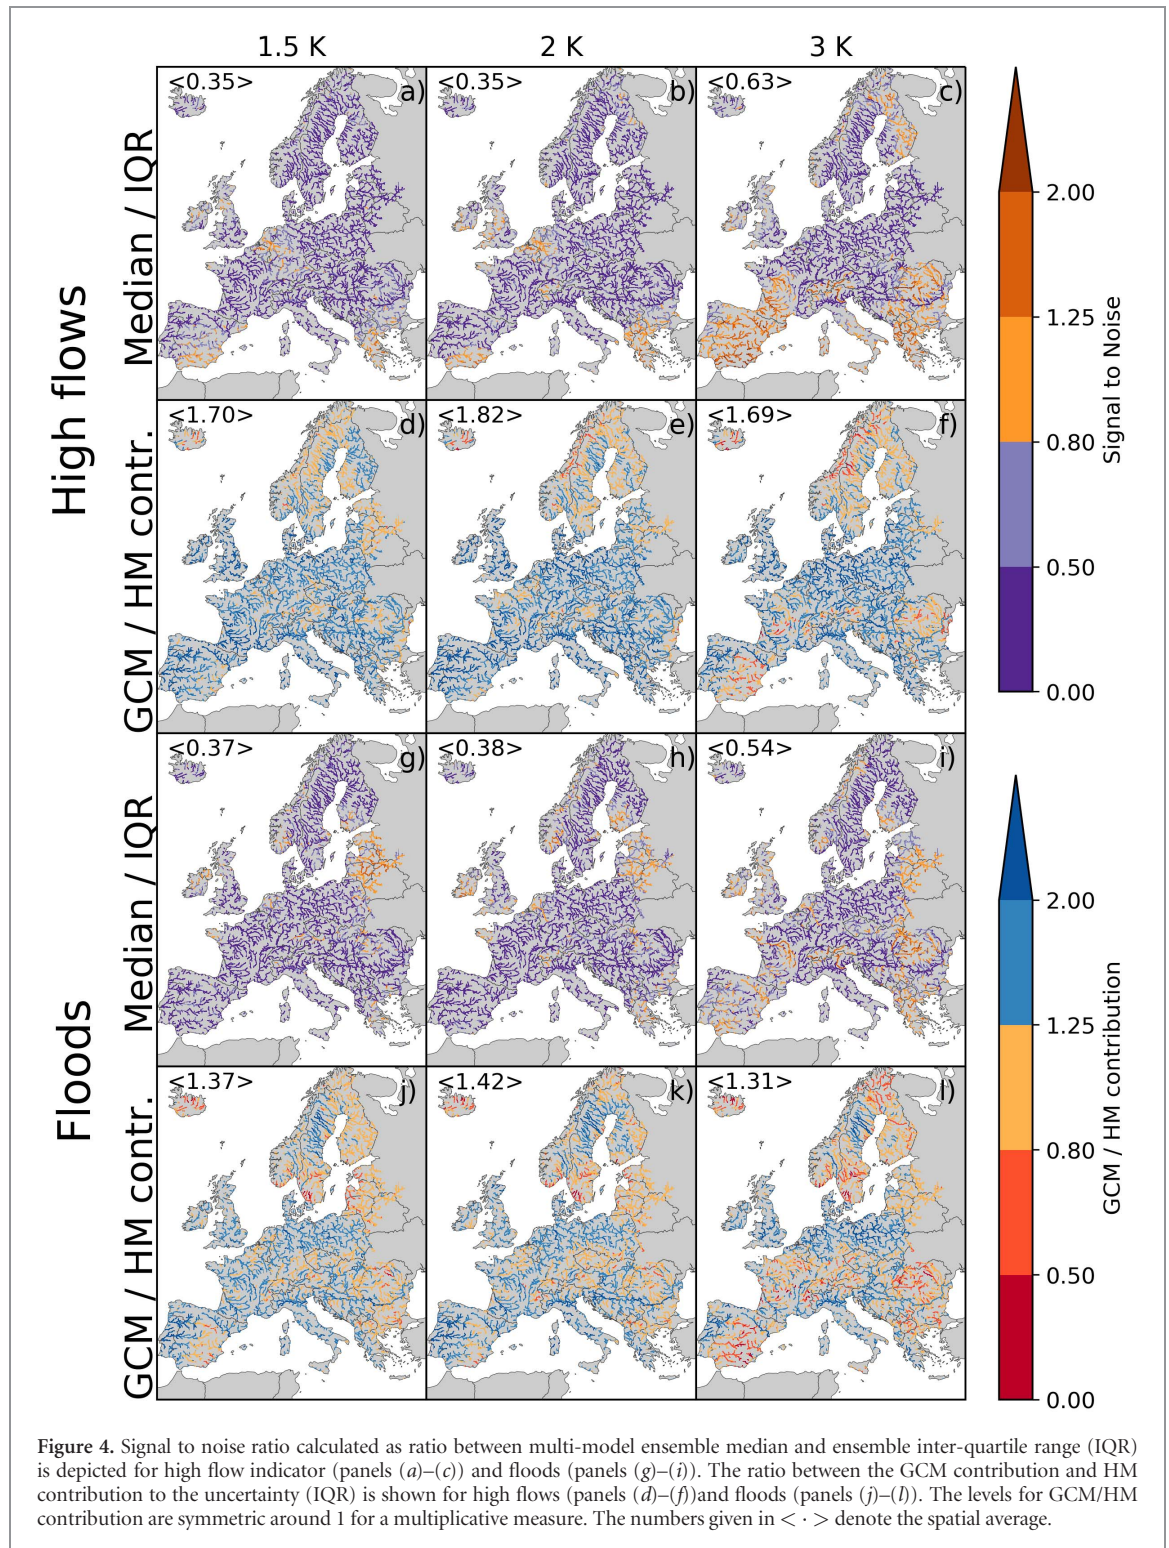 1.5 K
2 K
3 K
High flows
Median / IQR
<0.35>
a)
<0.35>
b)
<0.63>
c)
GCM / HM contr.
<1.70>
d)
<1.82>
e)
<1.69>
f)
Floods
Median / IQR
<0.37>
g)
<0.38>
h)
<0.54>
i)
GCM / HM contr.
<1.37>
j)
<1.42>
k)
<1.31>
l)
2.00
1.25
0.80
0.50
0.00
Signal to Noise
2.00
1.25
0.80
0.50
0.00
GCM / HM contribution
Figure 4. Signal to noise ratio calculated as ratio between multi-model ensemble median and ensemble inter-quartile range (IQR)
is depicted for high flow indicator (panels (a)–(c)) and floods (panels (g)–(i)). The ratio between the GCM contribution and HM
contribution to the uncertainty (IQR) is shown for high flows (panels (d)–(f))and floods (panels (j)–(l)). The levels for GCM/HM
contribution are symmetric around 1 for a multiplicative measure. The numbers given in < · > denote the spatial average.